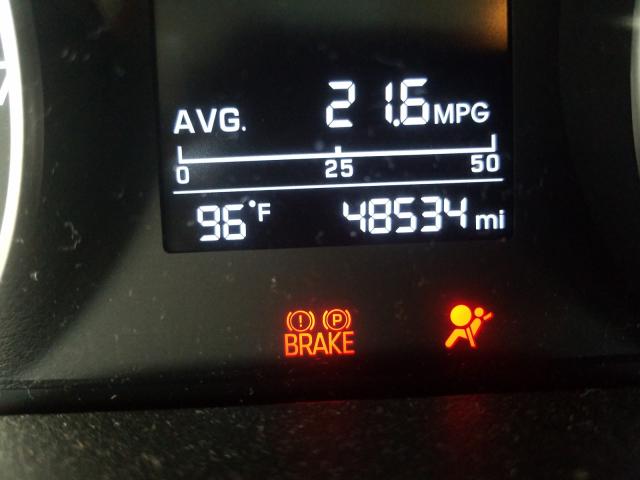 AVG. 21.6 MPG
0 25 50
96°F 48534 mi
(!) (P)
BRAKE